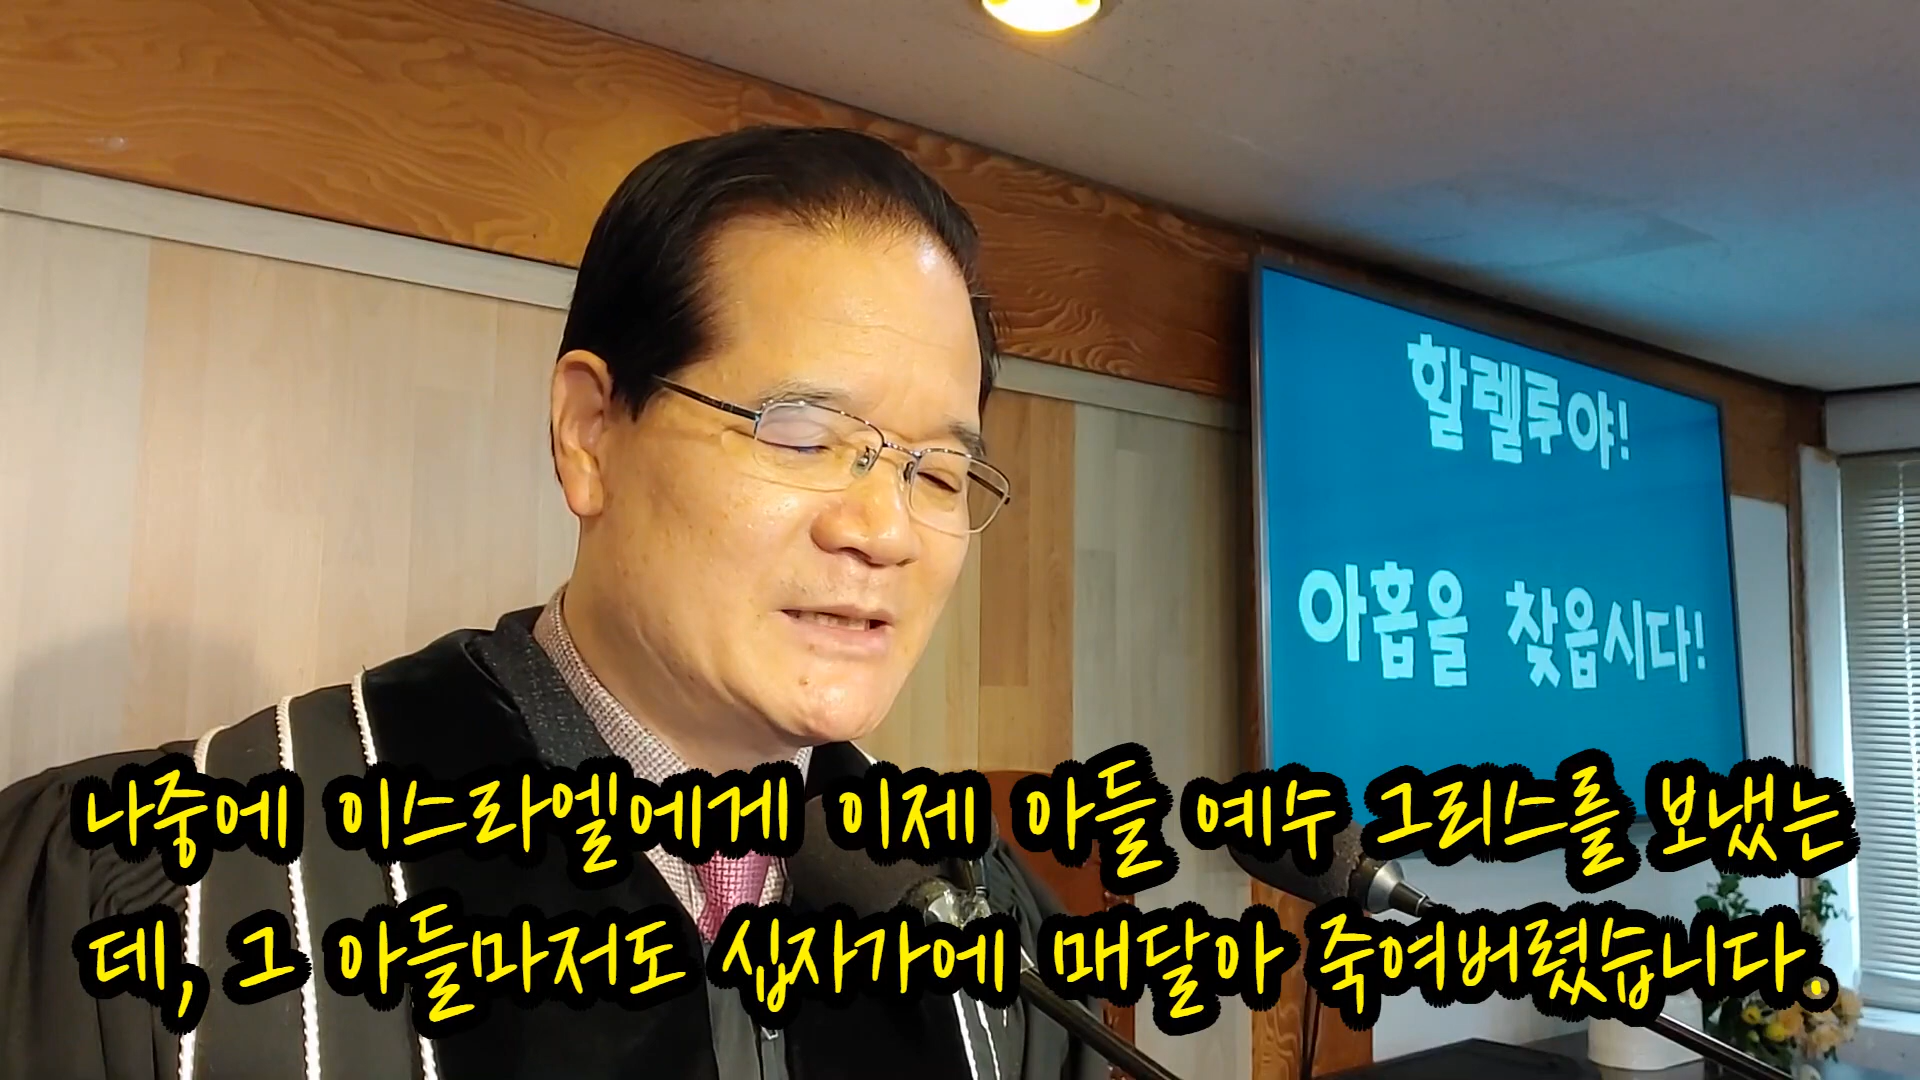 할렐루야!
아홉을 찾읍시다!
나중에 이스라엘에게 이제 아들 예수 그리스를 보냈는
데, 그 아들마저도 십자가에 매달아 죽여버렸습니다.